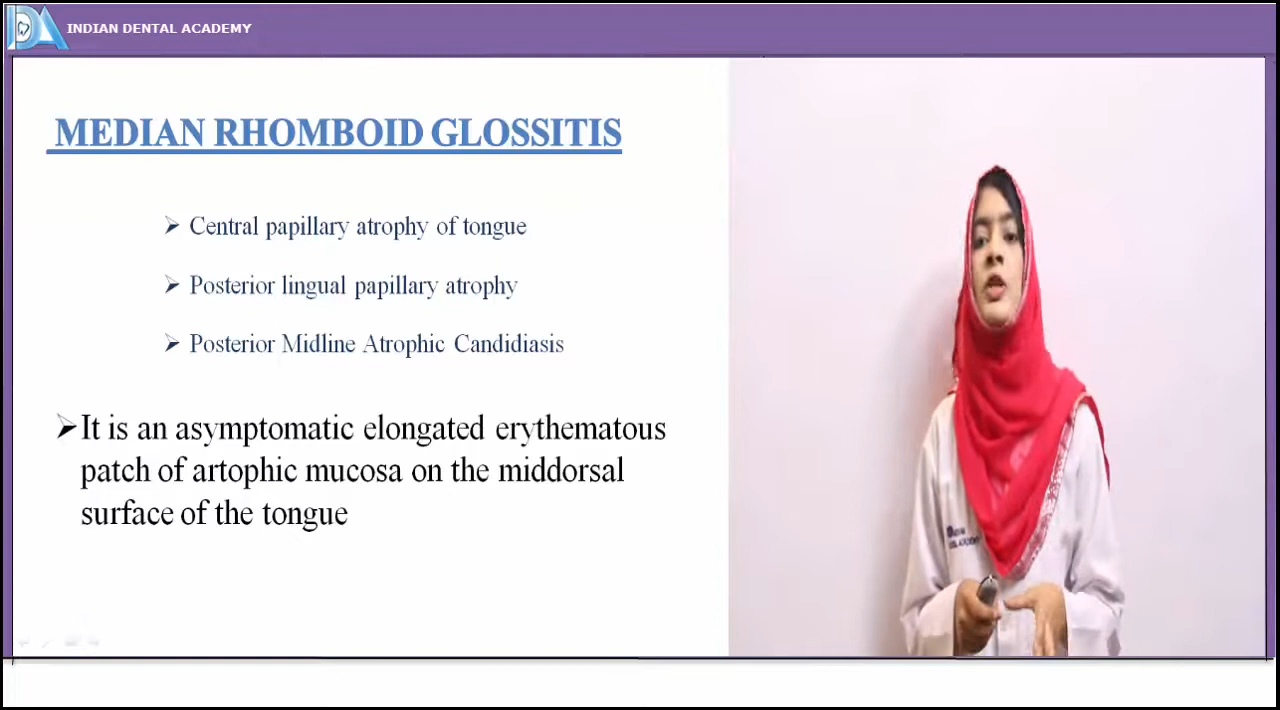 INDIAN DENTAL ACADEMY
MEDIAN RHOMBOID GLOSSITIS
➢ Central papillary atrophy of tongue
➢ Posterior lingual papillary atrophy
➢ Posterior Midline Atrophic Candidiasis
➢ It is an asymptomatic elongated erythematous
patch of artophic mucosa on the middorsal
surface of the tongue